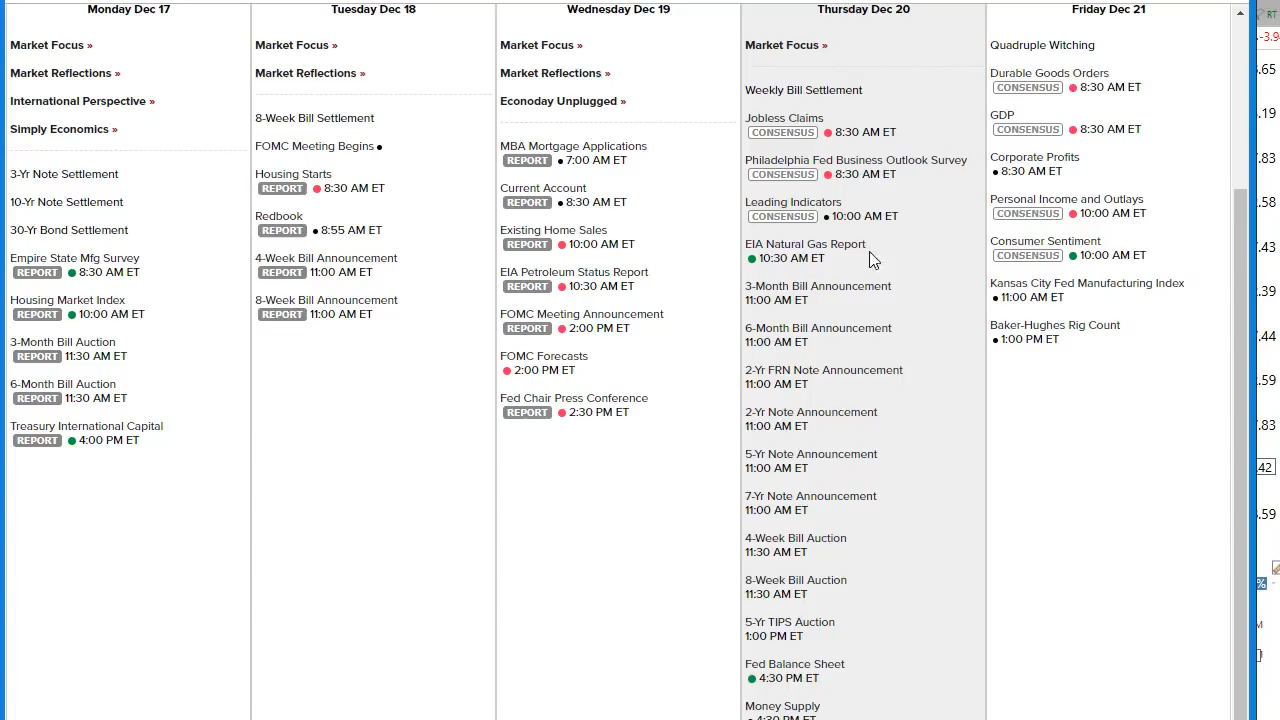 Monday Dec 17
Market Focus »
Market Reflections »
International Perspective »
Simply Economics »
3-Yr Note Settlement
10-Yr Note Settlement
30-Yr Bond Settlement
Empire State Mfg Survey
REPORT ● 8:30 AM ET
Housing Market Index
REPORT ● 10:00 AM ET
3-Month Bill Auction
REPORT 11:30 AM ET
6-Month Bill Auction
REPORT 11:30 AM ET
Treasury International Capital
REPORT ● 4:00 PM ET
Tuesday Dec 18
Market Focus »
Market Reflections »
8-Week Bill Settlement
FOMC Meeting Begins ●
Housing Starts
REPORT ● 8:30 AM ET
Redbook
REPORT ● 8:55 AM ET
4-Week Bill Announcement
REPORT 11:00 AM ET
8-Week Bill Announcement
REPORT 11:00 AM ET
Wednesday Dec 19
Market Focus »
Market Reflections »
Econoday Unplugged »
MBA Mortgage Applications
REPORT ● 7:00 AM ET
Current Account
REPORT ● 8:30 AM ET
Existing Home Sales
REPORT ● 10:00 AM ET
EIA Petroleum Status Report
REPORT ● 10:30 AM ET
FOMC Meeting Announcement
REPORT ● 2:00 PM ET
FOMC Forecasts
● 2:00 PM ET
Fed Chair Press Conference
REPORT ● 2:30 PM ET
Thursday Dec 20
Market Focus »
Weekly Bill Settlement
Jobless Claims
CONSENSUS ● 8:30 AM ET
Philadelphia Fed Business Outlook Survey
CONSENSUS ● 8:30 AM ET
Leading Indicators
CONSENSUS ● 10:00 AM ET
EIA Natural Gas Report
● 10:30 AM ET
3-Month Bill Announcement
11:00 AM ET
6-Month Bill Announcement
11:00 AM ET
2-Yr FRN Note Announcement
11:00 AM ET
2-Yr Note Announcement
11:00 AM ET
5-Yr Note Announcement
11:00 AM ET
7-Yr Note Announcement
11:00 AM ET
4-Week Bill Auction
11:30 AM ET
8-Week Bill Auction
11:30 AM ET
5-Yr TIPS Auction
1:00 PM ET
Fed Balance Sheet
● 4:30 PM ET
Money Supply
● 4:30 PM ET
Friday Dec 21
Quadruple Witching
Durable Goods Orders
CONSENSUS ● 8:30 AM ET
GDP
CONSENSUS ● 8:30 AM ET
Corporate Profits
● 8:30 AM ET
Personal Income and Outlays
CONSENSUS ● 10:00 AM ET
Consumer Sentiment
CONSENSUS ● 10:00 AM ET
Kansas City Fed Manufacturing Index
● 11:00 AM ET
Baker-Hughes Rig Count
● 1:00 PM ET
RT
-3.9
.65
.19
.83
.58
.43
.39
.44
.59
.83
.42
.59
%